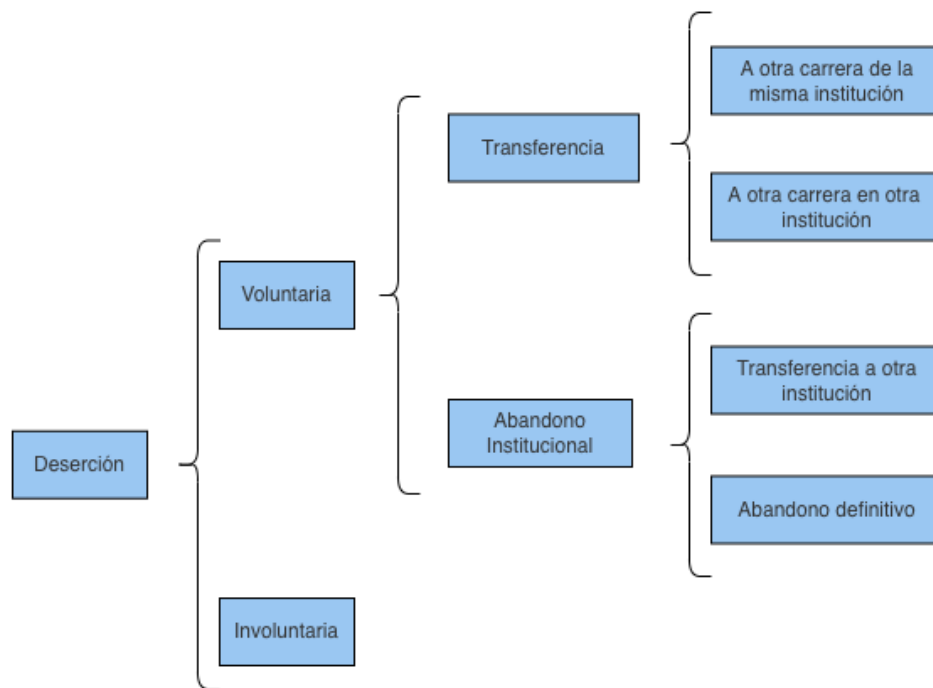 Deserción
Voluntaria
Involuntaria
Transferencia
Abandono
Institucional
A otra carrera de la
misma institución
A otra carrera en otra
institución
Transferencia a otra
institución
Abandono definitivo